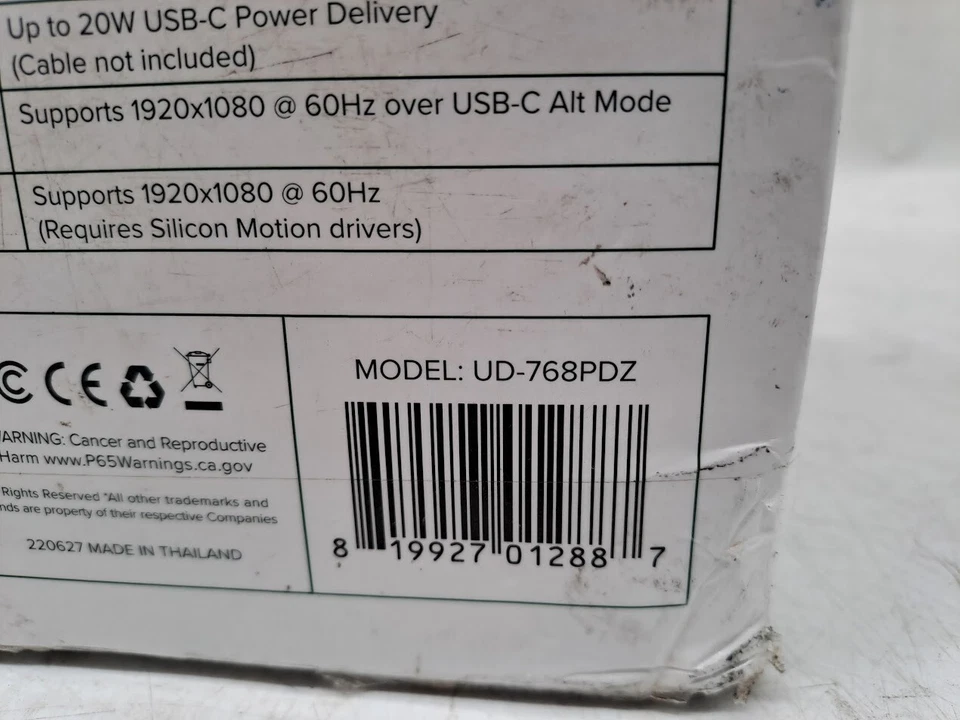 Up to 20W USB-C Power Delivery
(Cable not included)
Supports 1920x1080 @ 60Hz over USB-C Alt Mode
Supports 1920x1080 @ 60Hz
(Requires Silicon Motion drivers)
MODEL: UD-768PDZ
8 19927 01288 7
Cancer and Reproductive
Harm www.P65Warnings.ca.gov
Rights Reserved *All other trademarks and
are property of their respective Companies
220627 MADE IN THAILAND